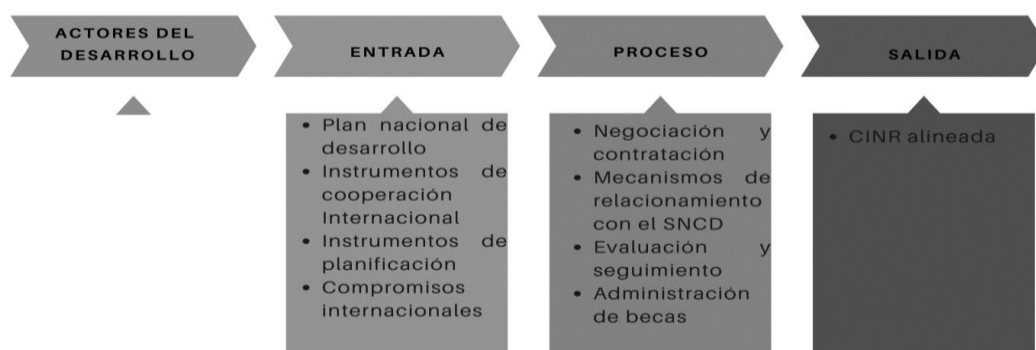 ACTORES DEL
DESARROLLO
ENTRADA
PROCESO
SALIDA
• Plan nacional de
desarrollo
• Instrumentos de
cooperación
Internacional
• Instrumentos de
planificación
• Compromisos
internacionales
• Negociación y
contratación
• Mecanismos de
relacionamiento
con el SNCD
• Evaluación y
seguimiento
• Administración
de becas
• CINR alineada